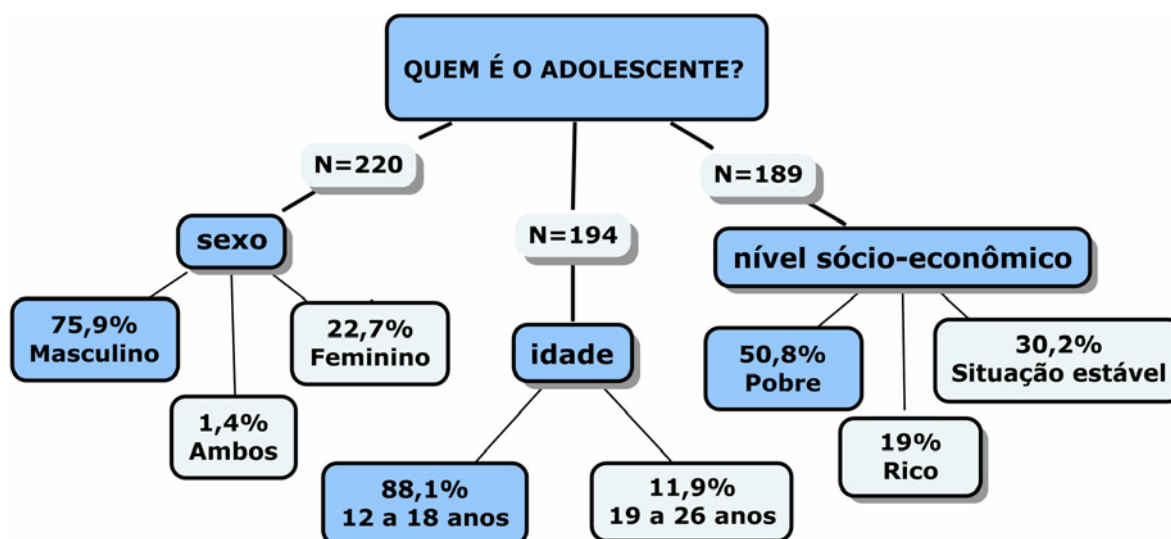 QUEM É O ADOLESCENTE?
N=220
N=194
N=189
sexo
75,9%
Masculino
1,4%
Ambos
22,7%
Feminino
idade
88,1%
12 a 18 anos
11,9%
19 a 26 anos
nível sócio-econômico
50,8%
Pobre
19%
Rico
30,2%
Situação estável